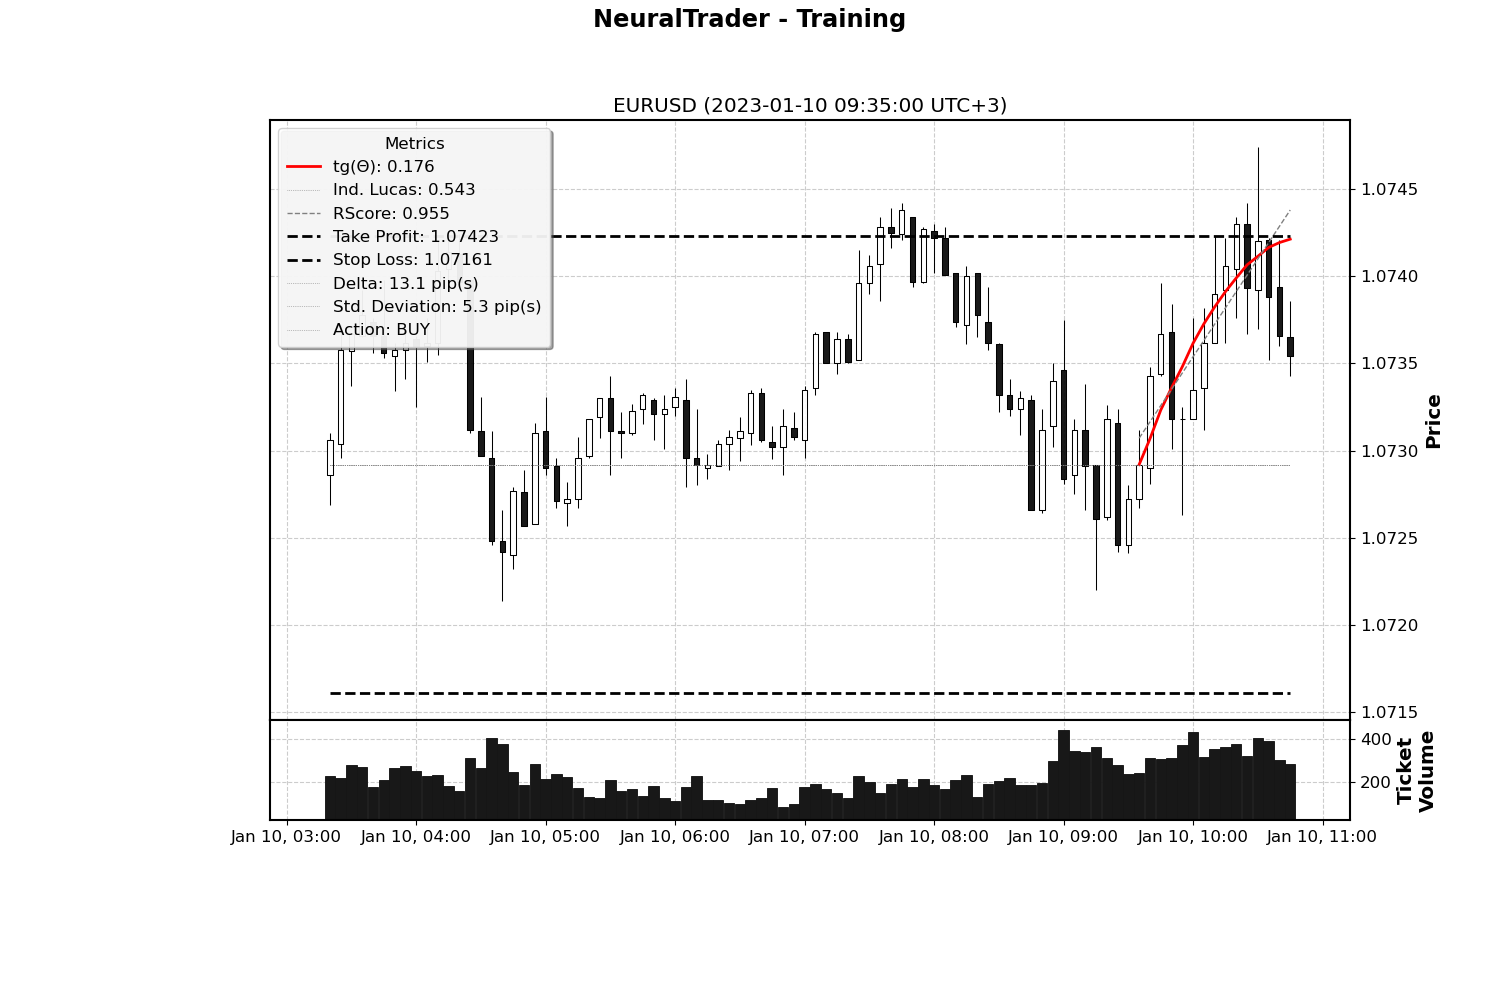 NeuralTrader - Training
EURUSD (2023-01-10 09:35:00 UTC+3)
Metrics
tg(Θ): 0.176
Ind. Lucas: 0.543
RScore: 0.955
Take Profit: 1.07423
Stop Loss: 1.07161
Delta: 13.1 pip(s)
Std. Deviation: 5.3 pip(s)
Action: BUY
1.0745
1.0740
1.0735
1.0730
1.0725
1.0720
1.0715
Price
400
200
Ticket
Volume
Jan 10, 03:00 Jan 10, 04:00 Jan 10, 05:00 Jan 10, 06:00 Jan 10, 07:00 Jan 10, 08:00 Jan 10, 09:00 Jan 10, 10:00 Jan 10, 11:00